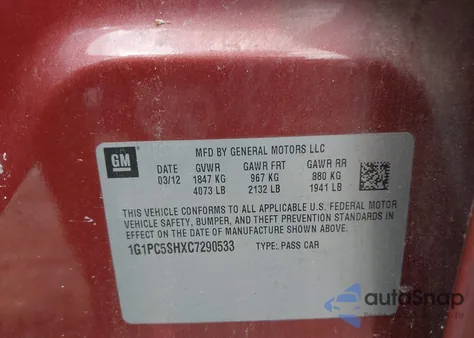 GM
MFD BY GENERAL MOTORS LLC
DATE GVWR GAWR FRT GAWR RR
03/12 1847 KG 967 KG 880 KG
4073 LB 2132 LB 1941 LB
THIS VEHICLE CONFORMS TO ALL APPLICABLE U.S. FEDERAL MOTOR
VEHICLE SAFETY, BUMPER, AND THEFT PREVENTION STANDARDS IN
EFFECT ON THE DATE OF MANUFACTURE SHOWN ABOVE.
1G1PC5SHXC7290533 TYPE: PASS CAR
autoSnap